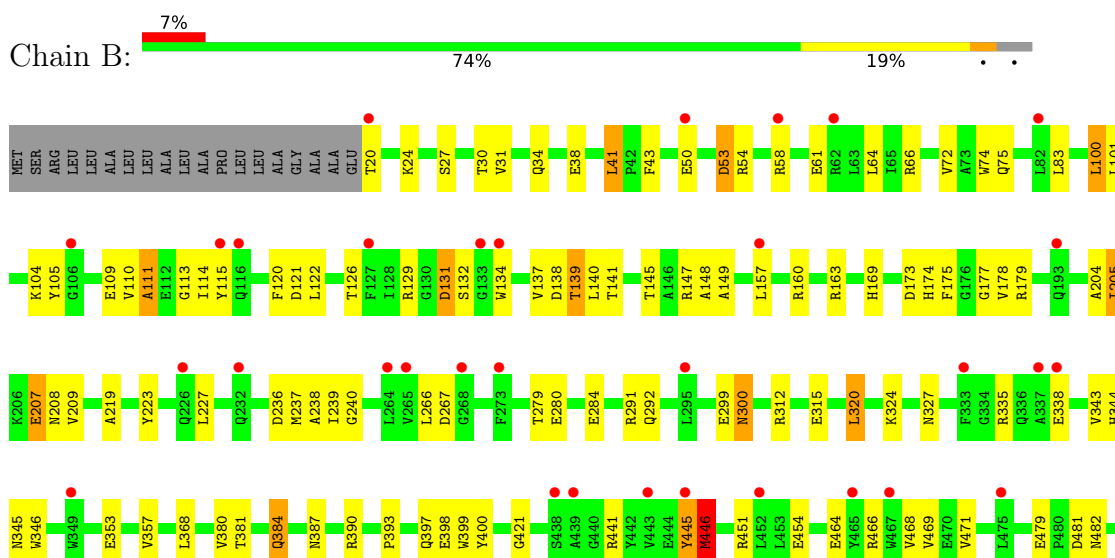 7%
Chain B:
74% 19% • •
MET SER ARG LEU LEU ALA LEU LEU ALA LEU ALA PRO LEU LEU ALA GLY ALA ALA GLU T20 K24 S27 T30 V31 Q34 E38 L41 P42 F43 E50 D53 R54 R58 E61 R62 L63 L64 I65 R66 V72 A73 W74 Q75 L82 L83 L100 L101
K104 Y105 G106 E109 V110 A111 E112 G113 I114 Y115 Q116 F120 D121 L122 T126 F127 I128 R129 G130 D131 S132 G133 W134 V137 D138 T139 L140 T141 T145 A146 R147 A148 A149 L157 R160 R163 H169 D173 H174 F175 G176 G177 V178 R179 Q193 A204 I205
K206 E207 N208 V209 A219 Y223 Q226 L227 Q232 D236 M237 A238 I239 G240 L264 V265 L266 D267 G268 F273 T279 E280 E284 R291 Q292 L295 E299 N300 R312 E315 L320 K324 N327 F333 G334 R335 Q336 A337 E338 V343 H344
N345 W346 W349 E353 V357 L368 V380 T381 Q384 N387 R390 P393 Q397 E398 W399 Y400 G421 S438 A439 G440 R441 Y442 V443 E444 Y445 M446 R451 L452 L453 E454 E464 Y465 R466 W467 V468 V469 E470 V471 L475 E479 P480 D481 N482